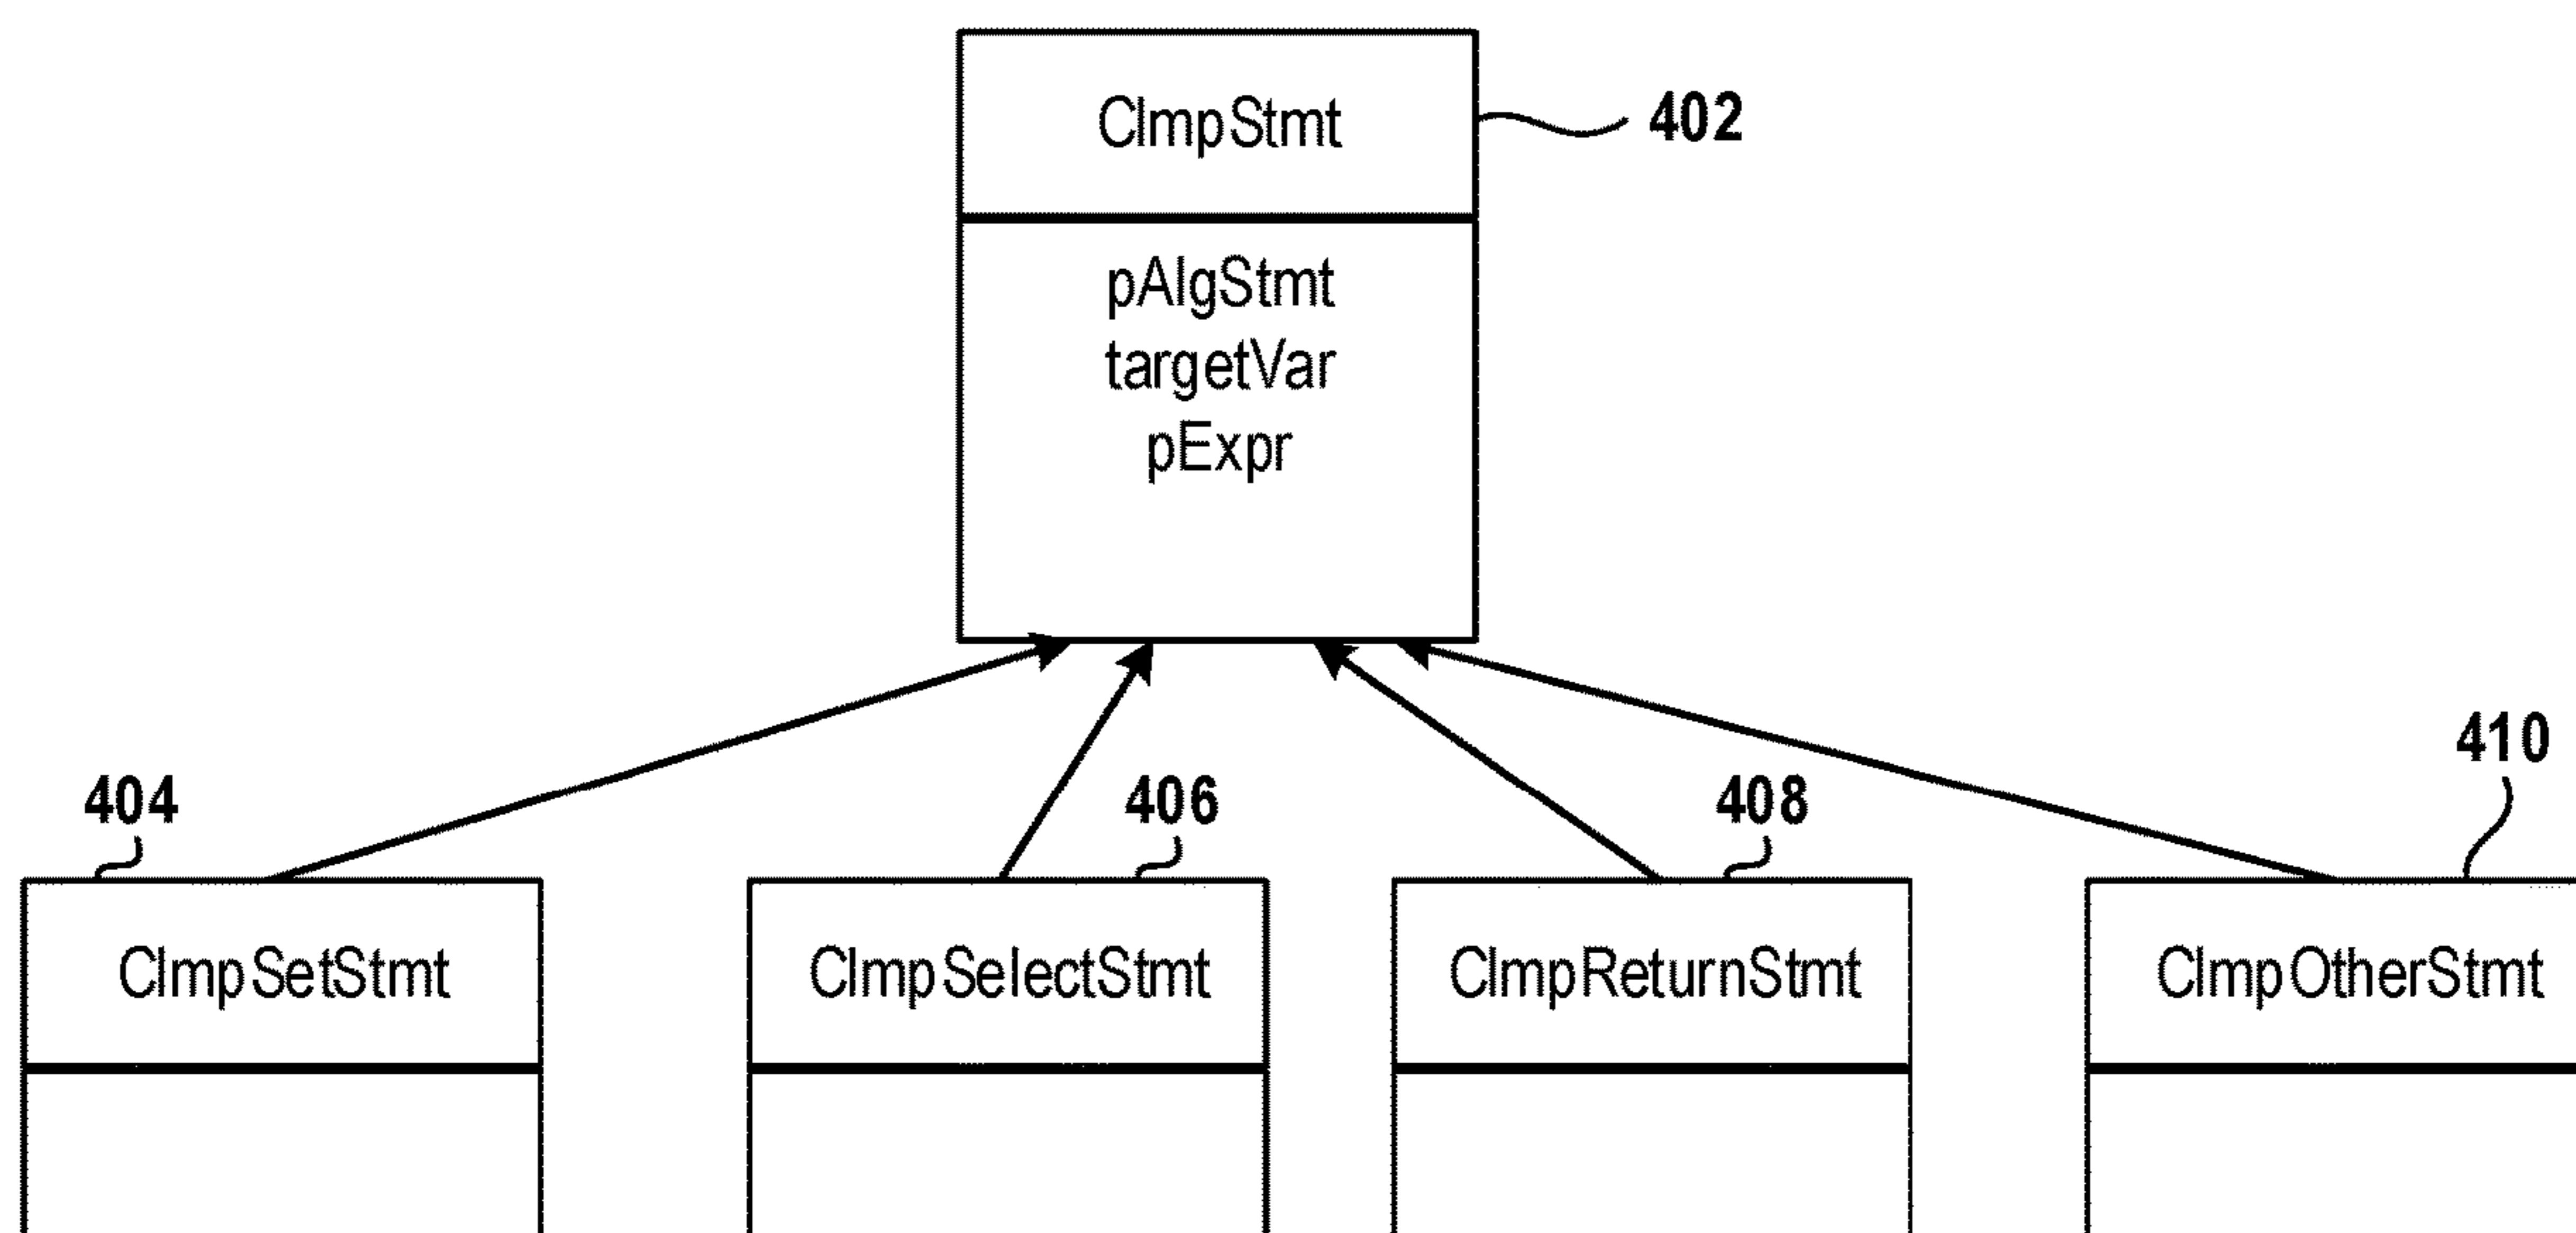 CImpStmt
402
pAlgStmt
targetVar
pExpr
410
404
406
408
CImpSetStmt
CImpSelectStmt
CImpReturnStmt
CImpOtherStmt